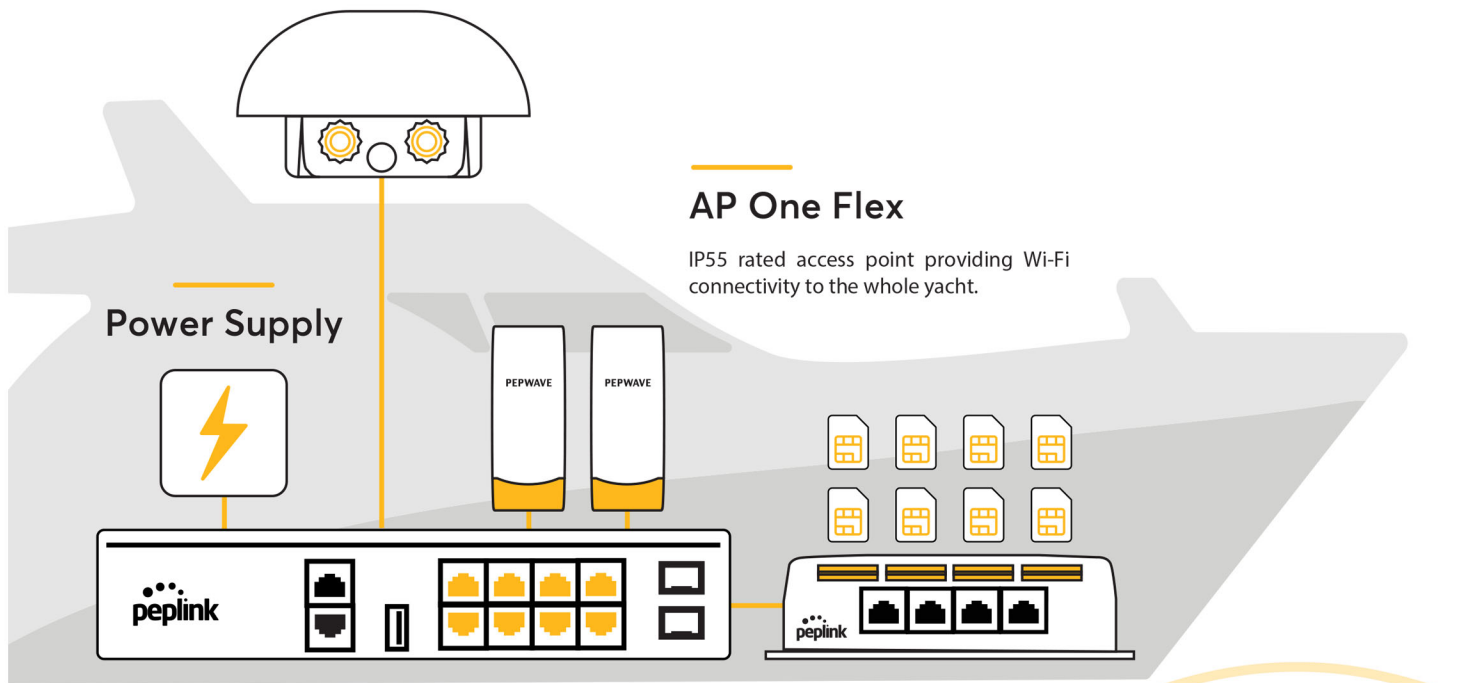 AP One Flex
IP55 rated access point providing Wi-Fi
connectivity to the whole yacht.
Power Supply
PEPWAVE
PEPWAVE
peplink
peplink